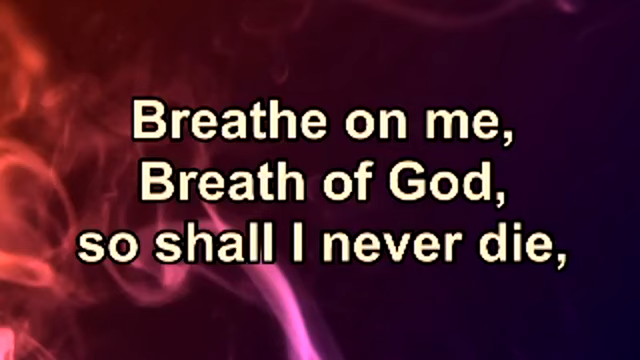 Breathe on me,
Breath of God,
so shall I never die,